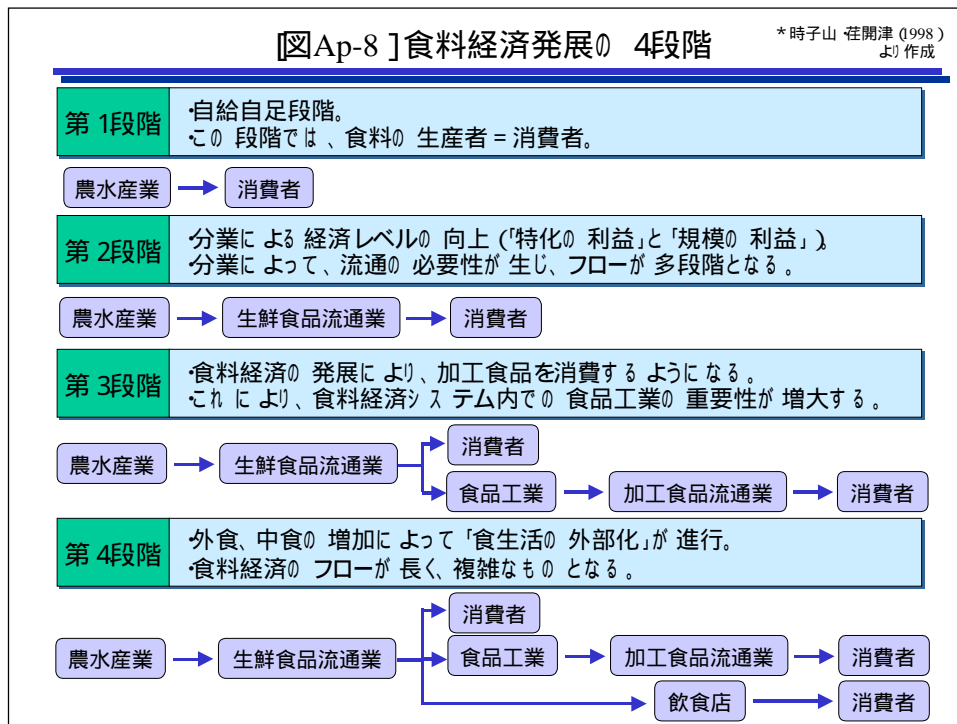 [図Ap-8 ]食料経済発展の 4段階
*時子山・荏開津(1998)
より作成
第1段階
・自給自足段階。
・この段階では、食料の生産者=消費者。
農水産業 消費者
第2段階
・分業による経済レベルの向上(「特化の利益」と「規模の利益」)。
・分業によって、流通の必要性が生じ、フローが多段階となる。
農水産業 生鮮食品流通業 消費者
第3段階
・食料経済の発展により、加工食品を消費するようになる。
・これにより、食料経済システム内での食品工業の重要性が増大する。
消費者
農水産業 生鮮食品流通業
食品工業 加工食品流通業 消費者
第4段階
・外食、中食の増加によって「食生活の外部化」が進行。
・食料経済のフローが長く、複雑なものとなる。
消費者
農水産業 生鮮食品流通業 食品工業 加工食品流通業 消費者
飲食店 消費者